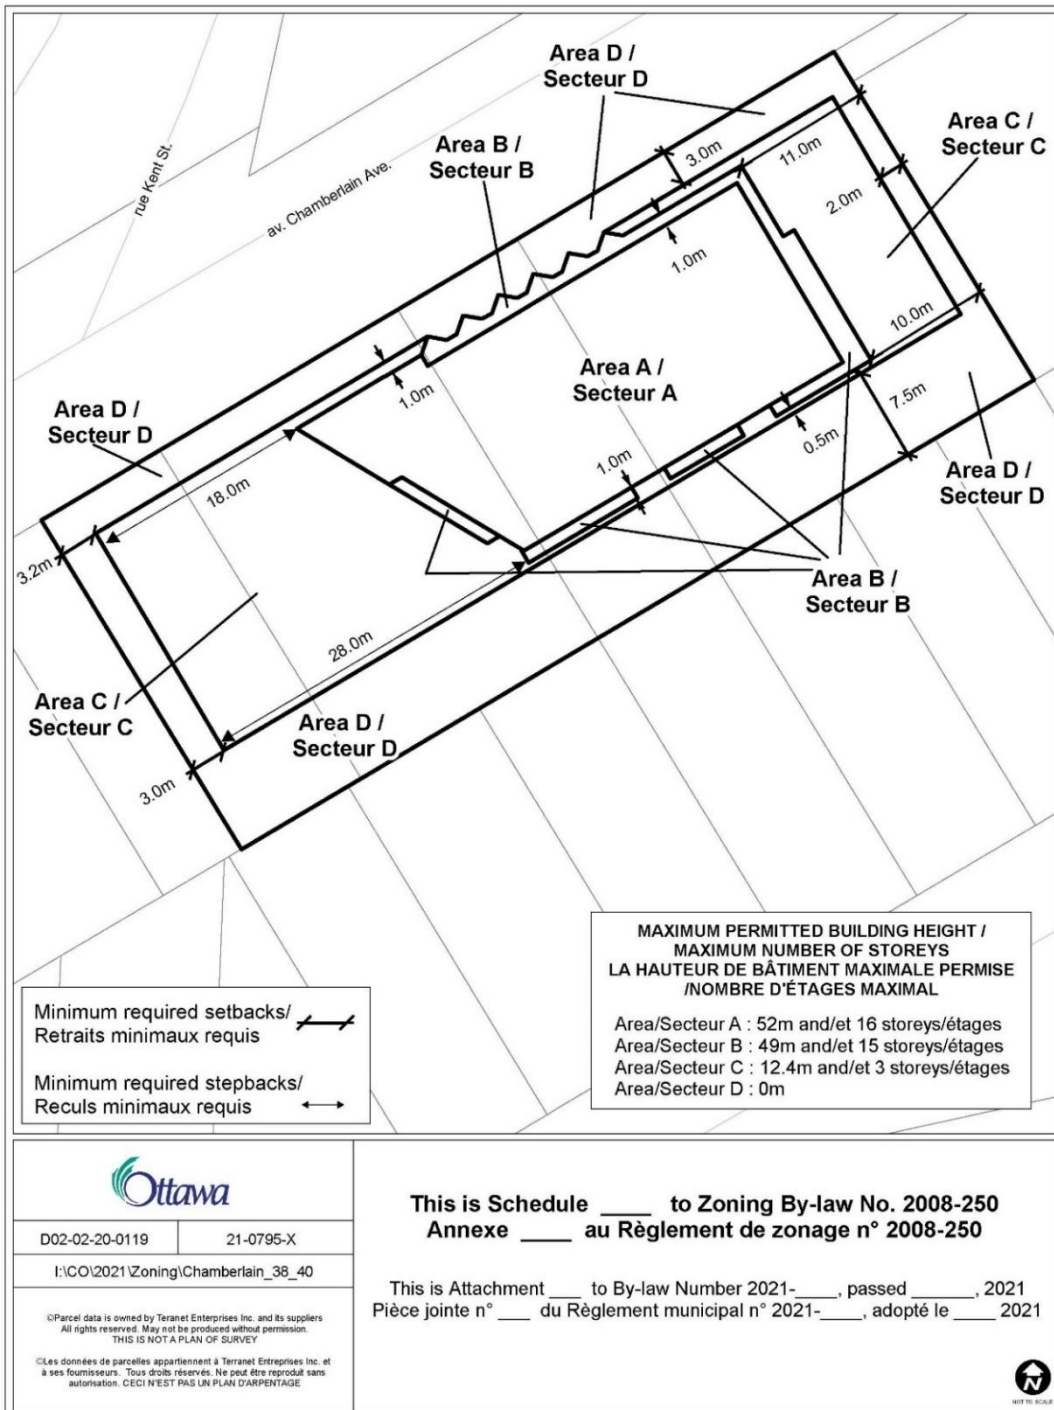 Area D /
Secteur D
Area B /
Secteur B
Area C /
Secteur C
rue Kent St.
av. Chamberlain Ave.
3.0m
11.0m
2.0m
1.0m
10.0m
Area A /
Secteur A
1.0m
7.5m
Area D /
Secteur D
18.0m
1.0m
0.5m
Area D /
Secteur D
3.2m
Area B /
Secteur B
28.0m
Area C /
Secteur C
Area D /
Secteur D
3.0m
MAXIMUM PERMITTED BUILDING HEIGHT /
MAXIMUM NUMBER OF STOREYS
LA HAUTEUR DE BÂTIMENT MAXIMALE PERMISE
/NOMBRE D'ÉTAGES MAXIMAL
Area/Secteur A : 52m and/et 16 storeys/étages
Area/Secteur B : 49m and/et 15 storeys/étages
Area/Secteur C : 12.4m and/et 3 storeys/étages
Area/Secteur D : 0m
Minimum required setbacks/
Retraits minimaux requis
Minimum required stepbacks/
Reculs minimaux requis
Ottawa
D02-02-20-0119 21-0795-X
I:\CO\2021\Zoning\Chamberlain_38_40
©Parcel data is owned by Teranet Enterprises Inc. and its suppliers
All rights reserved. May not be produced without permission.
THIS IS NOT A PLAN OF SURVEY
©Les données de parcelles appartiennent à Terranet Entreprises Inc. et
à ses fournisseurs. Tous droits réservés. Ne peut être reproduit sans
autorisation. CECI N'EST PAS UN PLAN D'ARPENTAGE
This is Schedule ____ to Zoning By-law No. 2008-250
Annexe ____ au Règlement de zonage n° 2008-250
This is Attachment ___ to By-law Number 2021-____, passed ______, 2021
Pièce jointe n° ___ du Règlement municipal n° 2021-____, adopté le ____ 2021
N
NOT TO SCALE